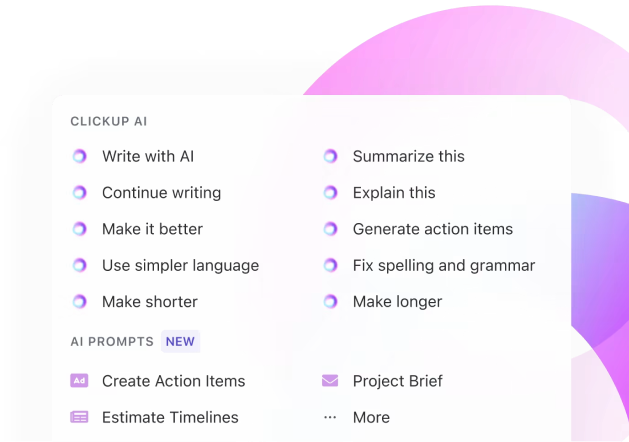 CLICKUP AI
Write with AI
Summarize this
Continue writing
Explain this
Make it better
Generate action items
Use simpler language
Fix spelling and grammar
Make shorter
Make longer
AI PROMPTS NEW
Ad Create Action Items
Project Brief
Estimate Timelines
··· More